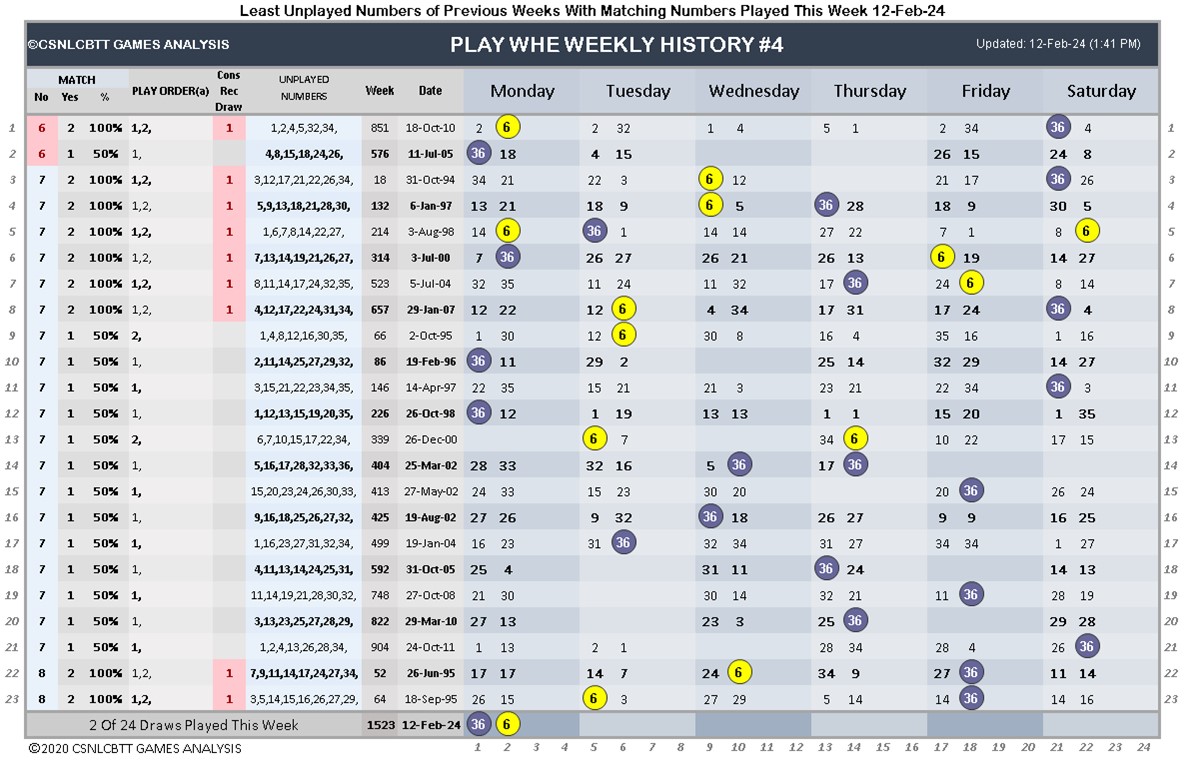 Least Unplayed Numbers of Previous Weeks With Matching Numbers Played This Week 12-Feb-24
©CSNLCBTT GAMES ANALYSIS PLAY WHE WEEKLY HISTORY #4 Updated: 12-Feb-24 (1:41 PM)
MATCH
No Yes % PLAY ORDER(a) Cons Rec Draw UNPLAYED NUMBERS Week Date Monday Tuesday Wednesday Thursday Friday Saturday
1 6 2 100% 1,2, 1 1,2,4,5,32,34, 851 18-Oct-10 2 6 2 32 1 4 5 1 2 34 36 4 1
2 6 1 50% 1, 4,8,15,18,24,26, 576 11-Jul-05 36 18 4 15 26 15 24 8 2
3 7 2 100% 1,2, 1 3,12,17,21,22,26,34, 18 31-Oct-94 34 21 22 3 6 12 21 17 36 26 3
4 7 2 100% 1,2, 1 5,9,13,18,21,28,30, 132 6-Jan-97 13 21 18 9 6 5 36 28 18 9 30 5 4
5 7 2 100% 1,2, 1 1,6,7,8,14,22,27, 214 3-Aug-98 14 6 36 1 14 14 27 22 7 1 8 6 5
6 7 2 100% 1,2, 1 7,13,14,19,21,26,27, 314 3-Jul-00 7 36 26 27 26 21 26 13 6 19 14 27 6
7 7 2 100% 1,2, 1 8,11,14,17,24,32,35, 523 5-Jul-04 32 35 11 24 11 32 17 36 24 6 8 14 7
8 7 2 100% 1,2, 1 4,12,17,22,24,31,34, 657 29-Jan-07 12 22 12 6 4 34 17 31 17 24 36 4 8
9 7 1 50% 2, 1,4,8,12,16,30,35, 66 2-Oct-95 1 30 12 6 30 8 16 4 35 16 1 16 9
10 7 1 50% 1, 2,11,14,25,27,29,32, 86 19-Feb-96 36 11 29 2 25 14 32 29 14 27 10
11 7 1 50% 1, 3,15,21,22,23,34,35, 146 14-Apr-97 22 35 15 21 21 3 23 21 22 34 36 3 11
12 7 1 50% 1, 1,12,13,15,19,20,35, 226 26-Oct-98 36 12 1 19 13 13 1 1 15 20 1 35 12
13 7 1 50% 2, 6,7,10,15,17,22,34, 339 26-Dec-00 6 7 34 6 10 22 17 15 13
14 7 1 50% 1, 5,16,17,28,32,33,36, 404 25-Mar-02 28 33 32 16 5 36 17 36 14
15 7 1 50% 1, 15,20,23,24,26,30,33, 413 27-May-02 24 33 15 23 30 20 20 36 26 24 15
16 7 1 50% 1, 9,16,18,25,26,27,32, 425 19-Aug-02 27 26 9 32 36 18 26 27 9 9 16 25 16
17 7 1 50% 1, 1,16,23,27,31,32,34, 499 19-Jan-04 16 23 31 36 32 34 31 27 34 34 1 27 17
18 7 1 50% 1, 4,11,13,14,24,25,31, 592 31-Oct-05 25 4 31 11 36 24 14 13 18
19 7 1 50% 1, 11,14,19,21,28,30,32, 748 27-Oct-08 21 30 30 14 32 21 11 36 28 19 19
20 7 1 50% 1, 3,13,23,25,27,28,29, 822 29-Mar-10 27 13 23 3 25 36 29 28 20
21 7 1 50% 1, 1,2,4,13,26,28,34, 904 24-Oct-11 1 13 2 1 28 34 28 4 26 36 21
22 8 2 100% 1,2, 1 7,9,11,14,17,24,27,34, 52 26-Jun-95 17 17 14 7 24 6 34 9 27 36 11 14 22
23 8 2 100% 1,2, 1 3,5,14,15,16,26,27,29, 64 18-Sep-95 26 15 6 3 27 29 5 14 14 36 14 16 23
2 Of 24 Draws Played This Week 1523 12-Feb-24 36 6
©2020 CSNLCBTT GAMES ANALYSIS 1 2 3 4 5 6 7 8 9 10 11 12 13 14 15 16 17 18 19 20 21 22 23 24